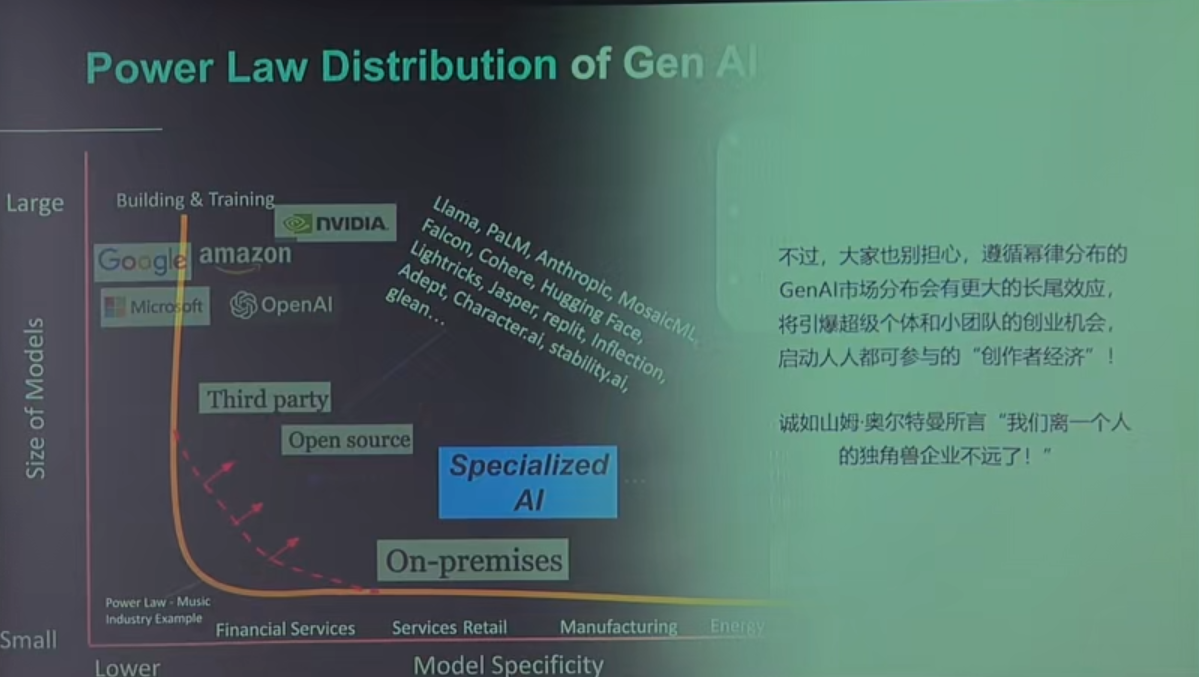 Power Law Distribution of Gen AI
Large
Building & Training
NVIDIA.
Google
amazon
Microsoft
OpenAI
Llama, PaLM, Anthropic, MosaicML,
Falcon, Cohere, Hugging Face,
Lightricks, Jasper, replit, Inflection,
Adept, Character.ai, stability.ai,
glean...
Size of Models
Third party
Open source
Specialized
AI
...
On-premises
Power Law - Music
Industry Example
Financial Services
Services Retail
Manufacturing
Energy
Small
Lower
Model Specificity
不过，大家也别担心，遵循幂律分布的
GenAI市场分布会有更大的长尾效应，
将引爆超级个体和小团队的创业机会，
启动人人都可参与的“创作者经济”！
诚如山姆·奥尔特曼所言“我们离一个人
的独角兽企业不远了！”